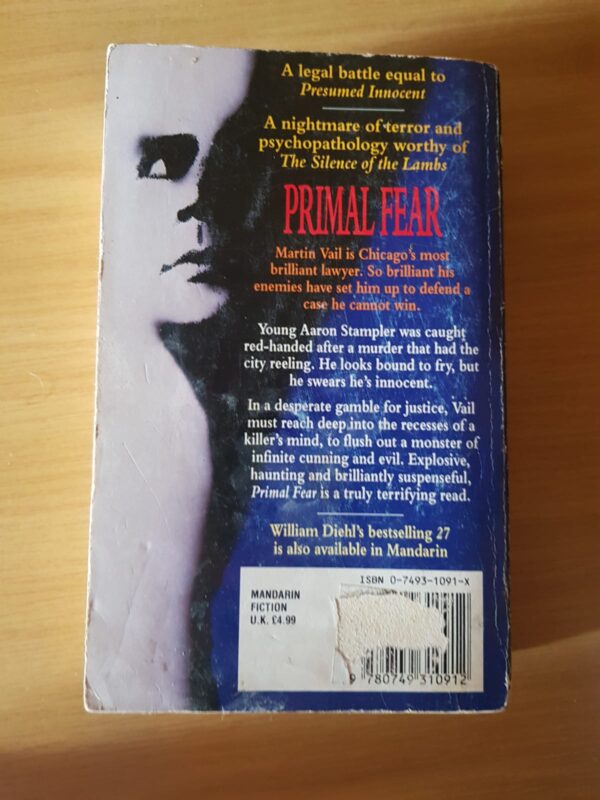 A legal battle equal to
Presumed Innocent
A nightmare of terror and
psychopathology worthy of
The Silence of the Lambs
PRIMAL FEAR
Martin Vail is Chicago's most
brilliant lawyer. So brilliant his
enemies have set him up to defend a
case he cannot win.
Young Aaron Stampler was caught
red-handed after a murder that had the
city reeling. He looks bound to fry, but
he swears he's innocent.
In a desperate gamble for justice, Vail
must reach deep into the recesses of a
killer's mind, to flush out a monster of
infinite cunning and evil. Explosive,
haunting and brilliantly suspenseful,
Primal Fear is a truly terrifying read.
William Diehl's bestselling 27
is also available in Mandarin
ISBN 0-7493-1091-X
MANDARIN
FICTION
U.K. £4.99
9 780749 310912